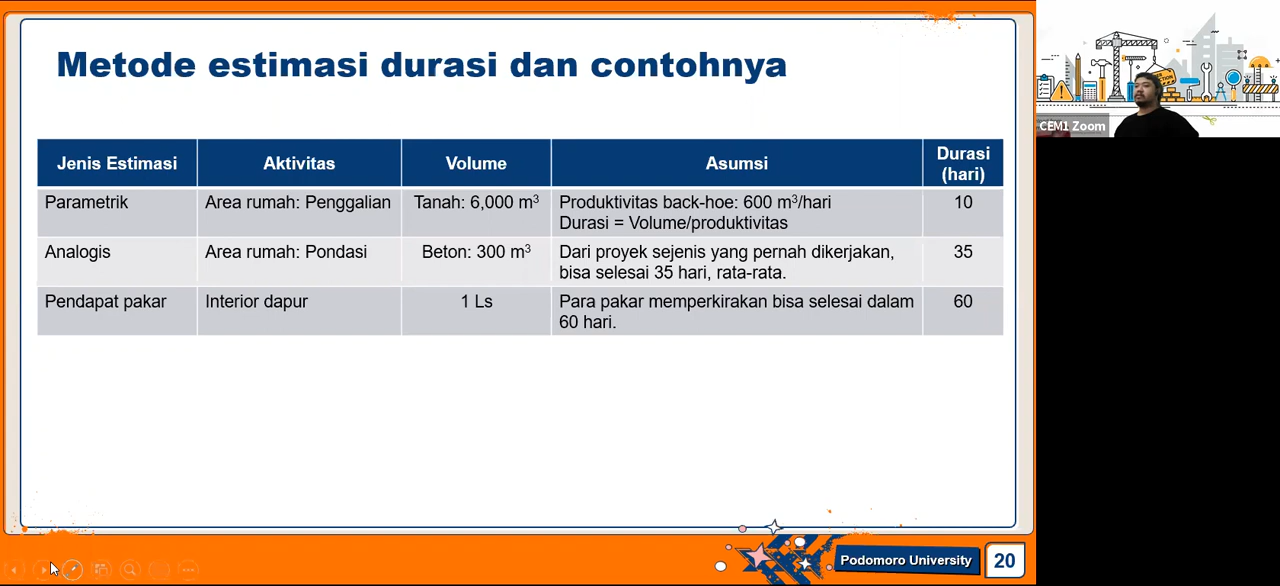 Metode estimasi durasi dan contohnya
Jenis Estimasi Aktivitas Volume Asumsi Durasi (hari)
Parametrik Area rumah: Penggalian Tanah: 6,000 m³ Produktivitas back-hoe: 600 m³/hari
Durasi = Volume/produktivitas 10
Analogis Area rumah: Pondasi Beton: 300 m³ Dari proyek sejenis yang pernah dikerjakan,
bisa selesai 35 hari, rata-rata. 35
Pendapat pakar Interior dapur 1 Ls Para pakar memperkirakan bisa selesai dalam
60 hari. 60
Podomoro University 20
CEM1 Zoom